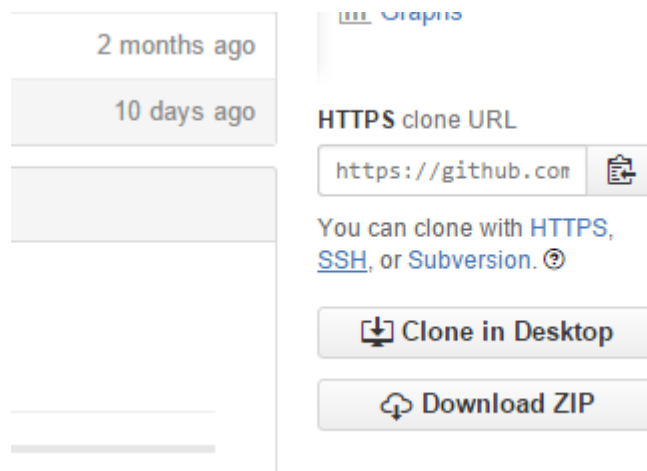 2 months ago
10 days ago
Graphs
HTTPS clone URL
https://github.com
You can clone with HTTPS,
SSH, or Subversion.
Clone in Desktop
Download ZIP